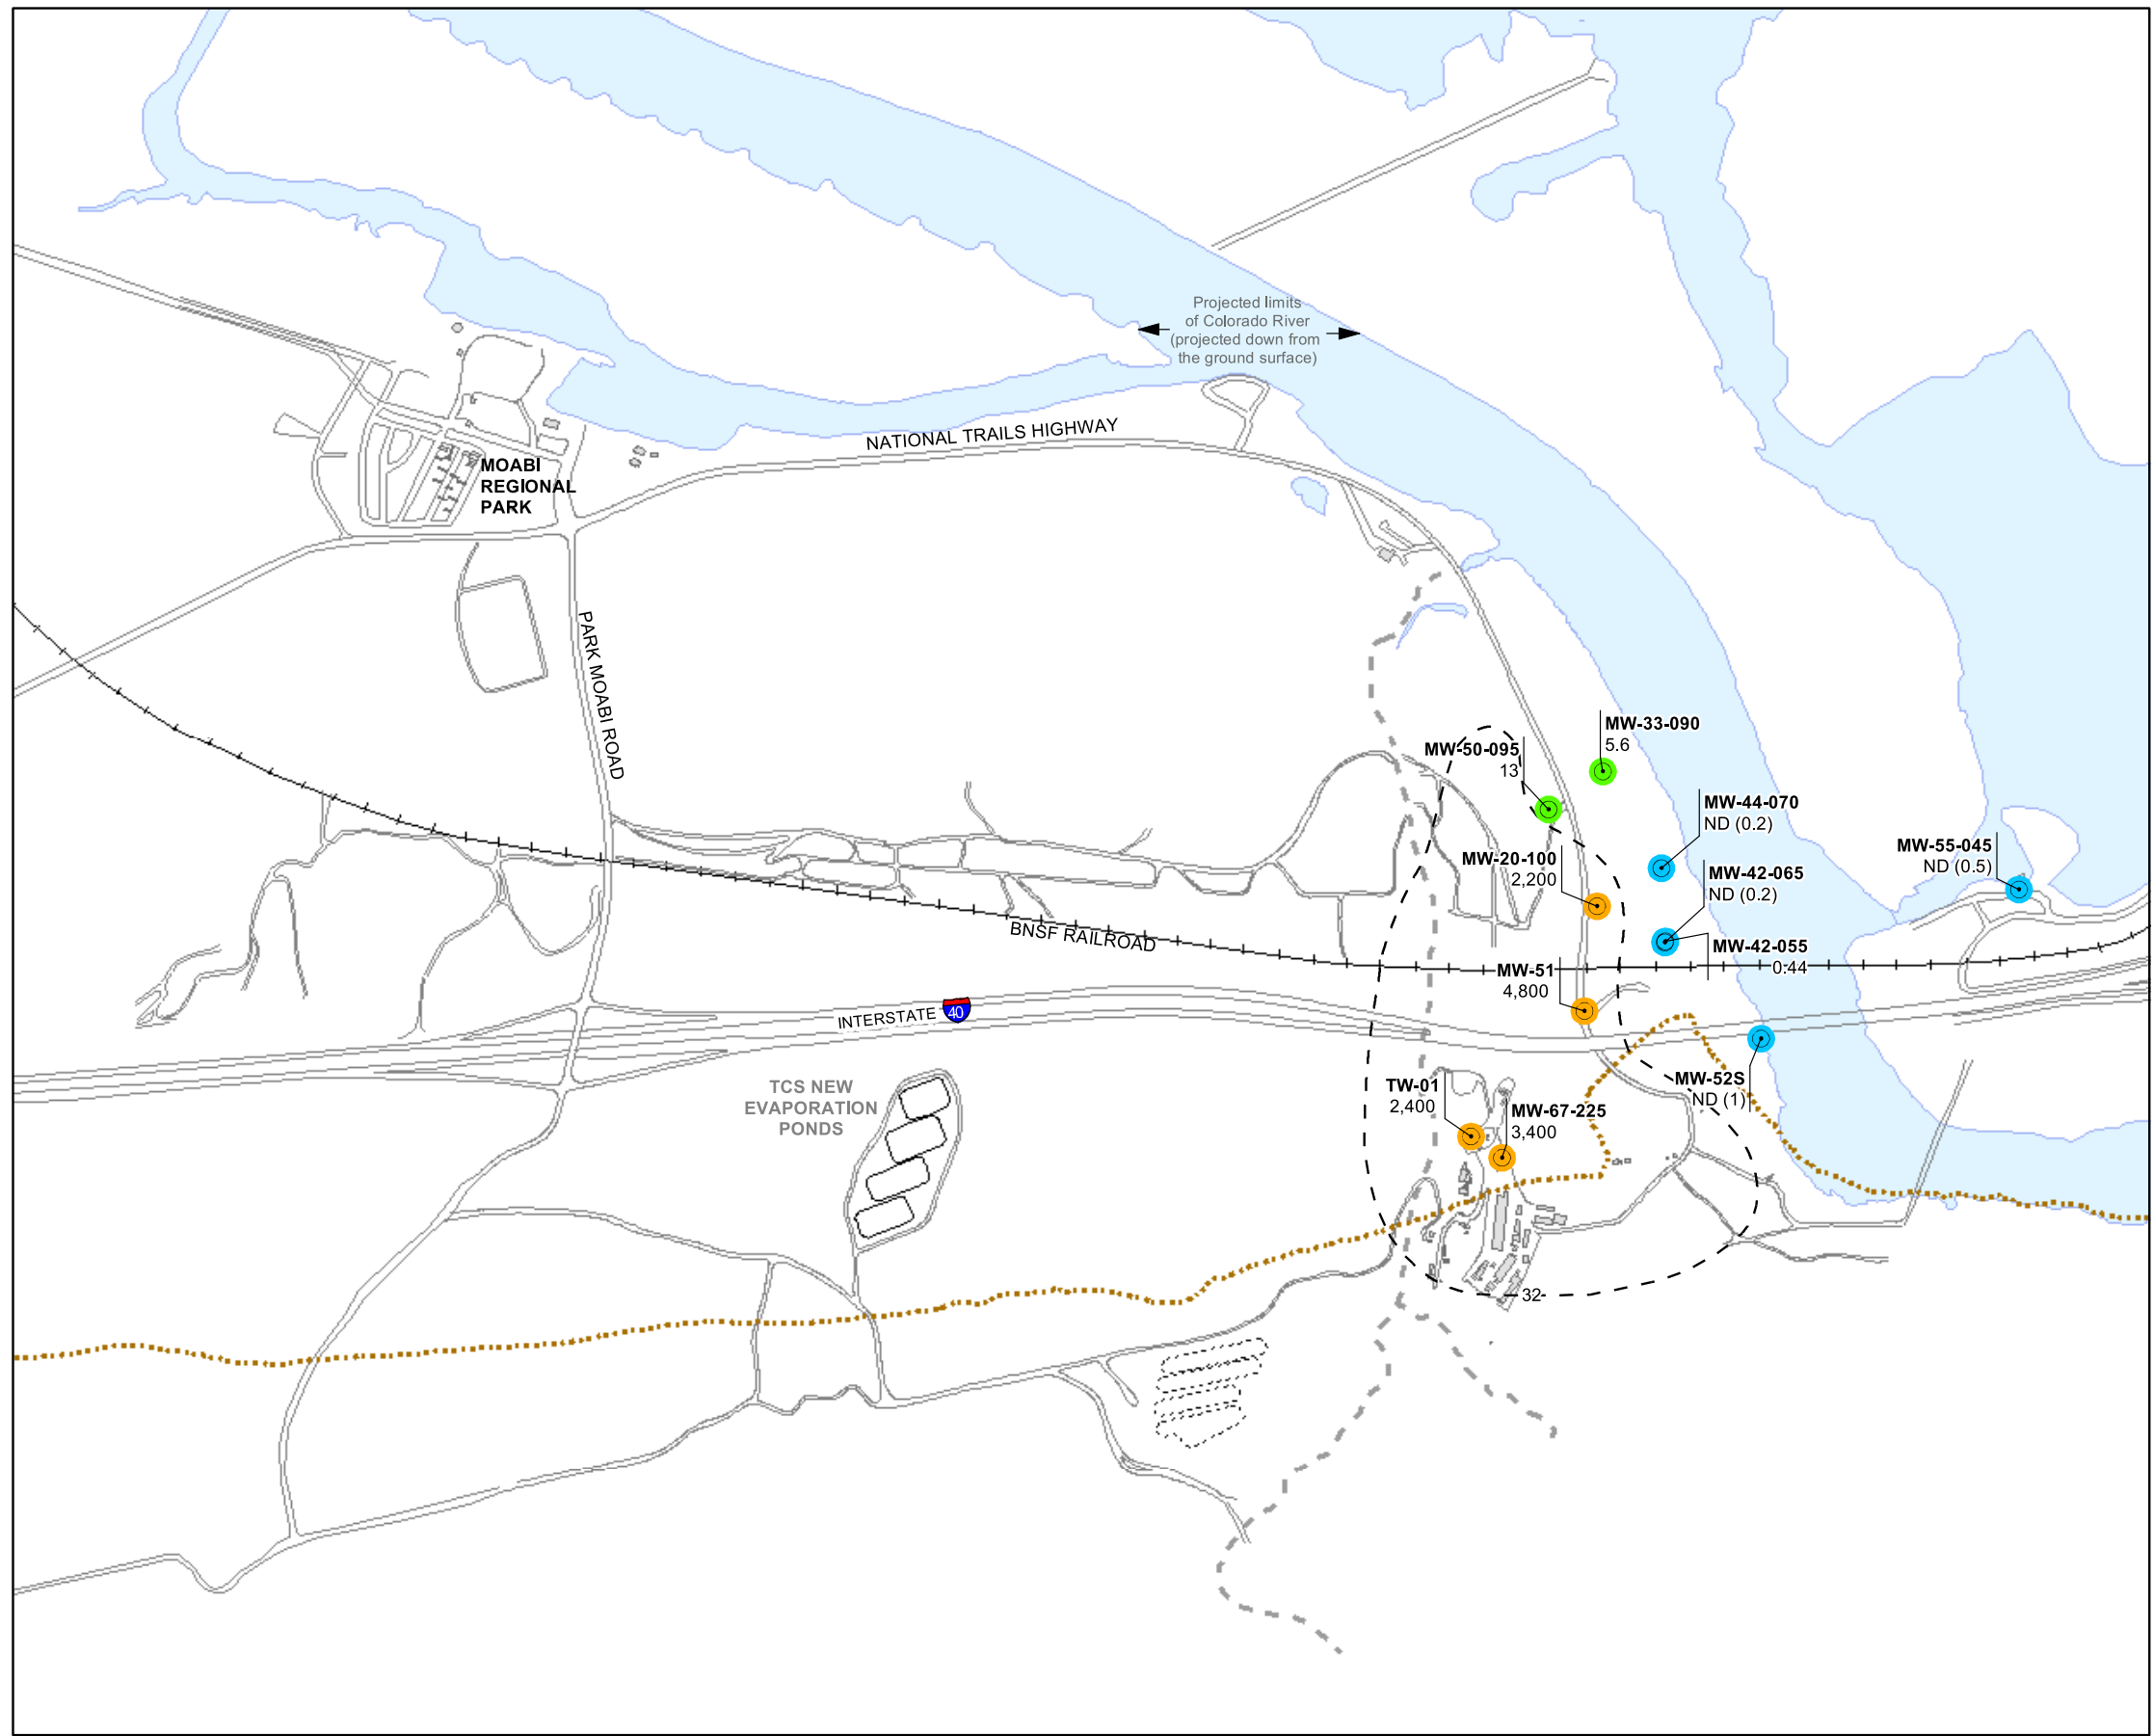 Projected limits
of Colorado River
(projected down from
the ground surface)
NATIONAL TRAILS HIGHWAY
MOABI
REGIONAL
PARK
PARK MOABI ROAD
MW-33-090
5.6
MW-50-095
13
MW-44-070
ND (0.2)
MW-55-045
ND (0.5)
MW-20-100
2,200
MW-42-065
ND (0.2)
BNSF RAILROAD
MW-42-055
0.44
MW-51
4,800
INTERSTATE 40
TCS NEW
EVAPORATION
PONDS
MW-52S
ND (1)
TW-01
2,400
MW-67-225
3,400
32